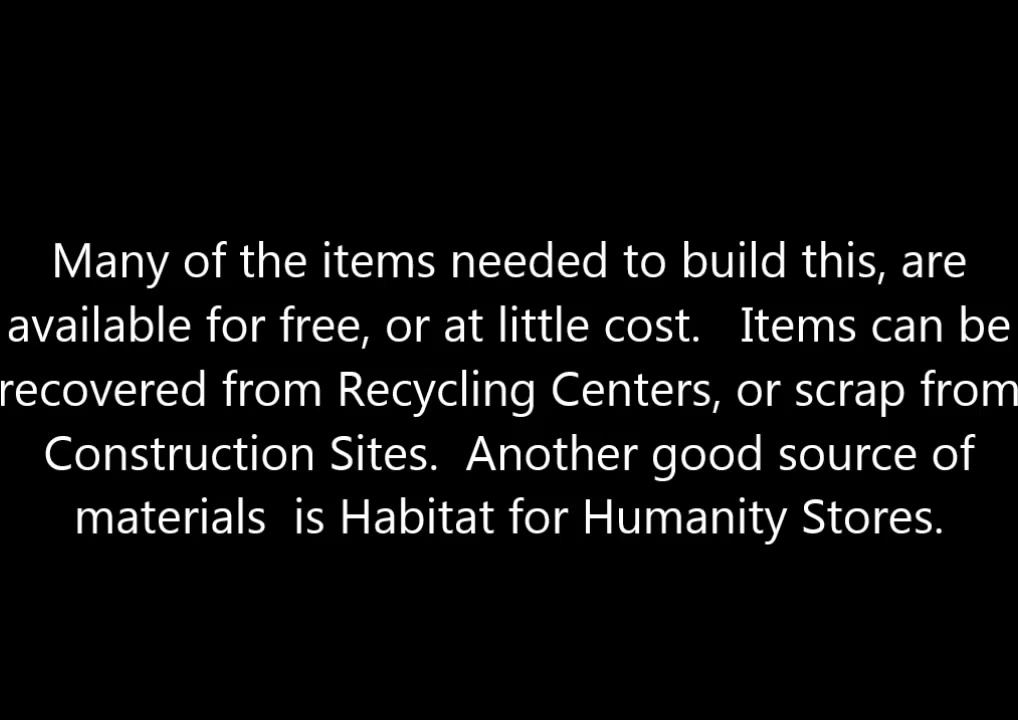 Many of the items needed to build this, are
available for free, or at little cost.   Items can be
recovered from Recycling Centers, or scrap from
Construction Sites.  Another good source of
materials  is Habitat for Humanity Stores.